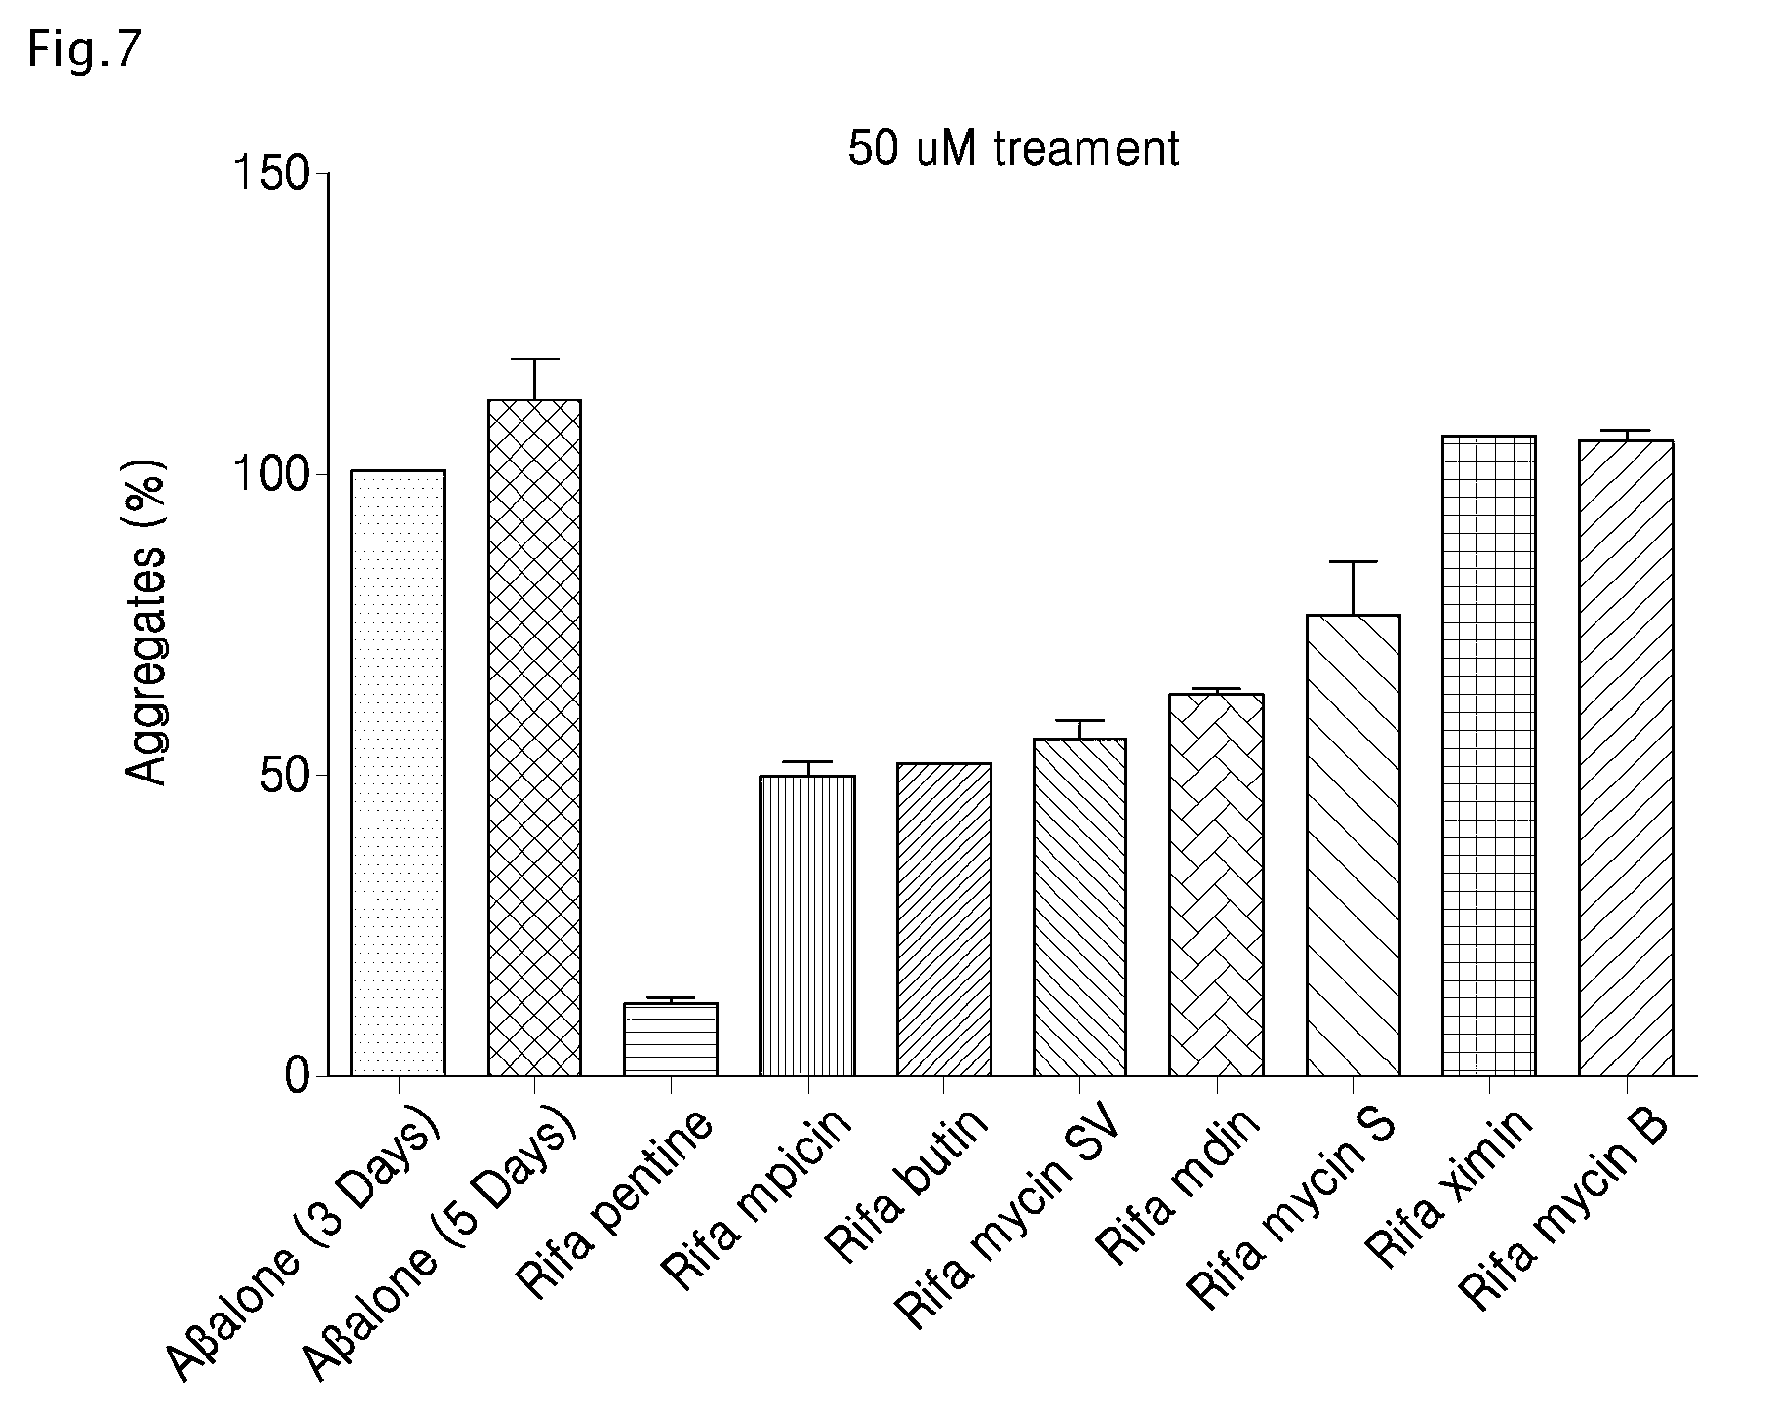 Fig.7
50 uM treament
150
100
50
0
Aggregates (%)
Aβalone (3 Days)
Aβalone (5 Days)
Rifa pentine
Rifa mpicin
Rifa butin
Rifa mycin SV
Rifa mdin
Rifa mycin S
Rifa ximin
Rifa mycin B